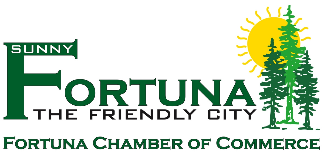 SUNNY
FORTUNA
THE FRIENDLY CITY
FORTUNA CHAMBER OF COMMERCE